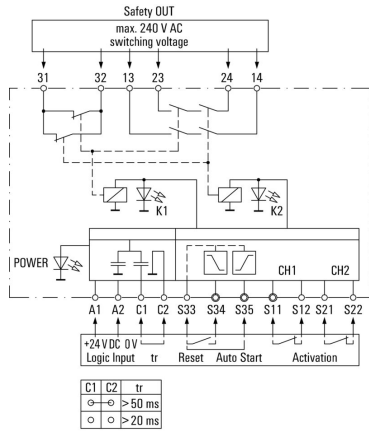 Safety OUT
max. 240 V AC
switching voltage
31 32 13 23 24 14
K1 K2
POWER
CH1 CH2
A1 A2 C1 C2 S33 S34 S35 S11 S12 S21 S22
+24 V DC 0 V
Logic Input tr Reset Auto Start Activation
C1 C2 tr
>50 ms
>20 ms